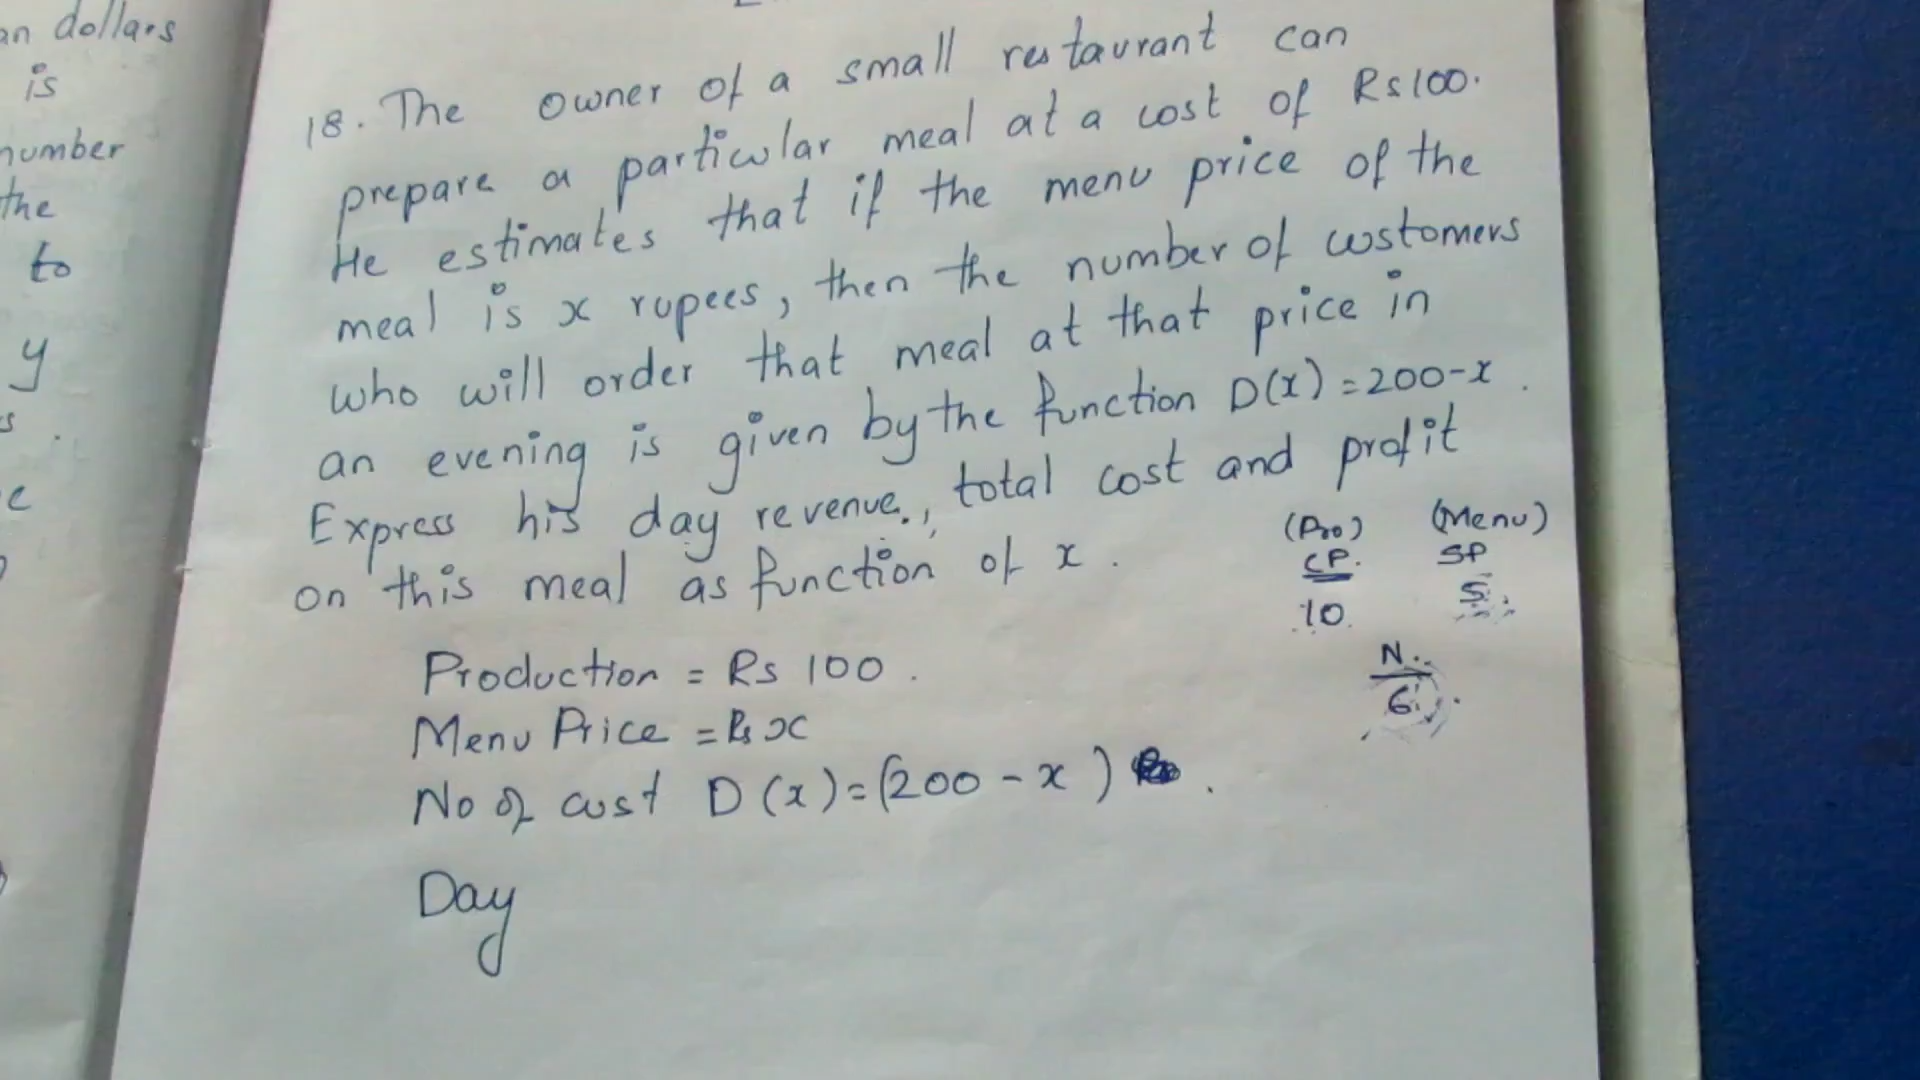 an dollars
is
number
the
to
y
18. The owner of a small restaurant can
prepare a particular meal at a cost of Rs 100.
He estimates that if the menu price of the
meal is x rupees, then the number of customers
who will order that meal at that price in
an evening is given by the function D(x) = 200-x.
Express his day revenue., total cost and profit
on this meal as function of x.
(Pro) (Menu)
CP. SP
10 5
N.
6
Production = Rs 100.
Menu Price = Rs x
No of cust D(x) = (200 - x).
Day